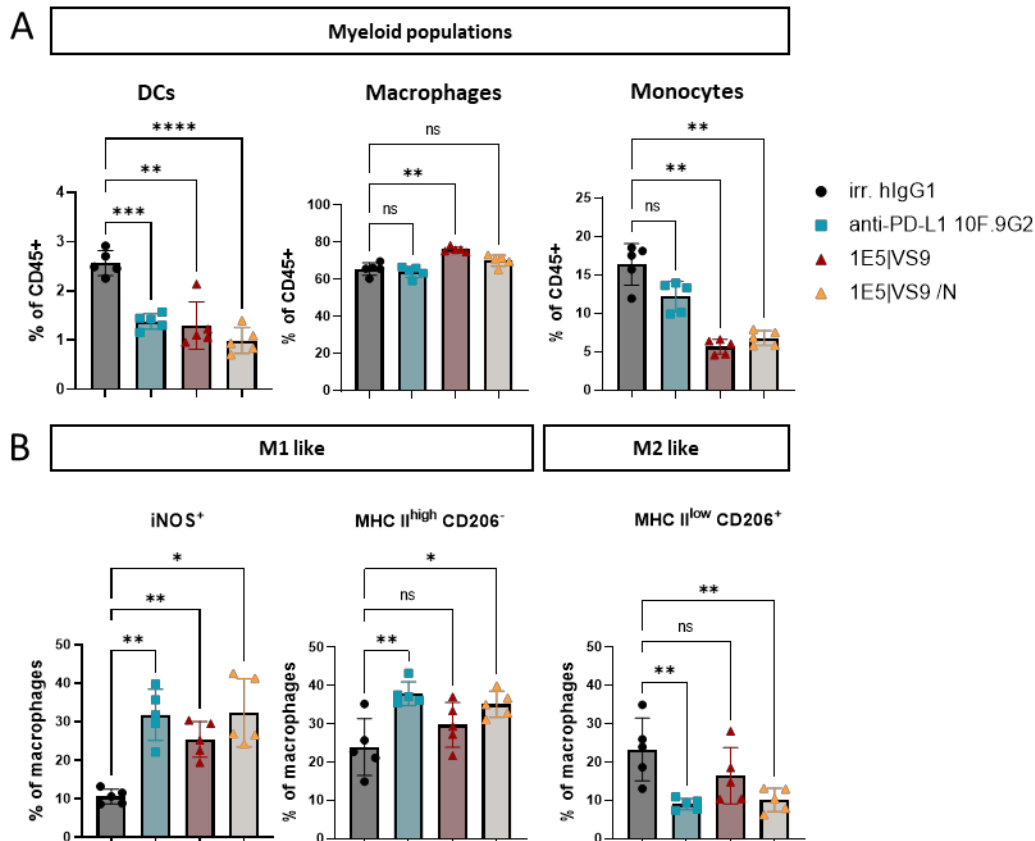 A
Myeloid populations
DCs
Macrophages
Monocytes
****
**
***
% of CD45+
4
3
2
1
0
ns
**
ns
% of CD45+
100
80
60
40
20
0
**
**
ns
% of CD45+
25
20
15
10
5
0
irr. hIgG1
anti-PD-L1 10F.9G2
1E5|VS9
1E5|VS9 /N
B
M1 like
M2 like
iNOS⁺
MHC IIʰⁱᵍʰ CD206⁻
MHC IIˡᵒʷ CD206⁺
*
**
**
% of macrophages
50
40
30
20
10
0
*
ns
**
% of macrophages
50
40
30
20
10
0
**
ns
**
% of macrophages
50
40
30
20
10
0